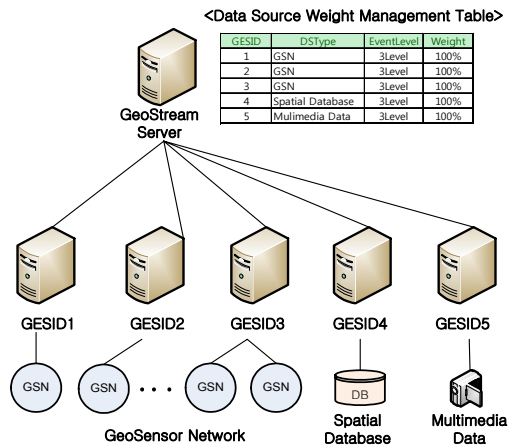 <Data Source Weight Management Table>
GESID DSType EventLevel Weight
1 GSN 3Level 100%
2 GSN 3Level 100%
3 GSN 3Level 100%
4 Spatial Database 3Level 100%
5 Mulimedia Data 3Level 100%
GeoStream
Server
GESID1 GESID2 GESID3 GESID4 GESID5
GSN GSN • • • GSN GSN DB
GeoSensor Network
Spatial
Database
Multimedia
Data